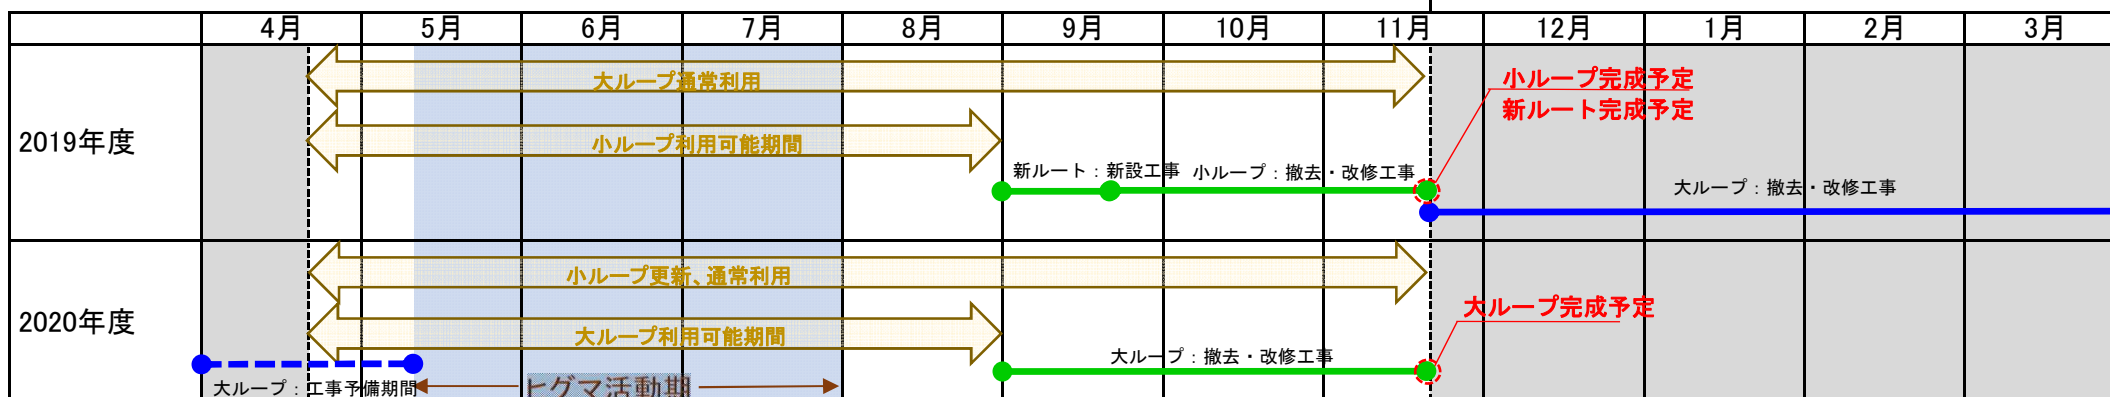 4月 5月 6月 7月 8月 9月 10月 11月 12月 1月 2月 3月
2019年度
大ループ通常利用
小ループ利用可能期間
新ルート：新設工事
小ループ：撤去・改修工事
小ループ完成予定
新ルート完成予定
大ループ：撤去・改修工事
2020年度
小ループ更新、通常利用
大ループ利用可能期間
大ループ：工事予備期間
ヒグマ活動期
大ループ：撤去・改修工事
大ループ完成予定